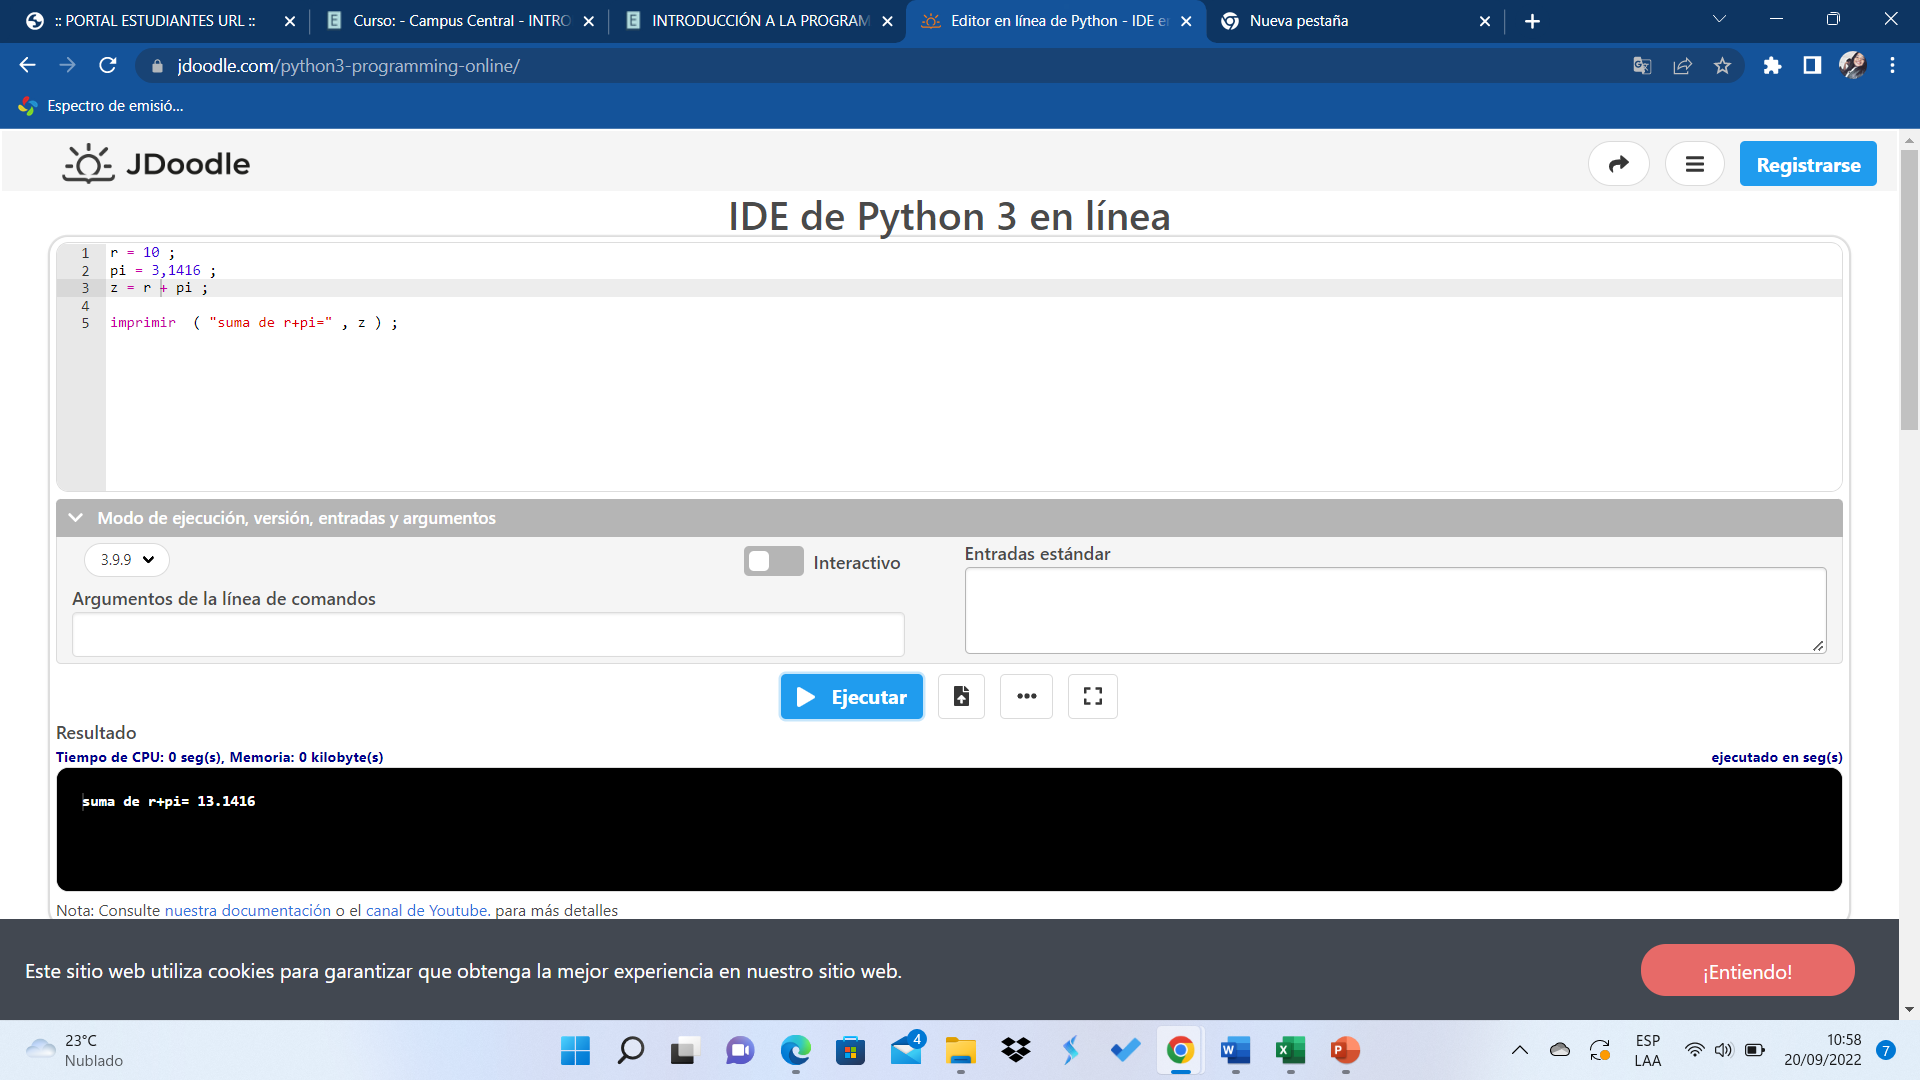 :: PORTAL ESTUDIANTES URL ::
Curso: - Campus Central - INTRO
INTRODUCCIÓN A LA PROGRAM
Editor en línea de Python - IDE e
Nueva pestaña
jdoodle.com/python3-programming-online/
Espectro de emisió...
JDoodle
Registrarse
IDE de Python 3 en línea
1 r = 10 ;
2 pi = 3,1416 ;
3 z = r + pi ;
4
5 imprimir ( "suma de r+pi=" , z ) ;
Modo de ejecución, versión, entradas y argumentos
3.9.9
Interactivo
Entradas estándar
Argumentos de la línea de comandos
Ejecutar
Resultado
Tiempo de CPU: 0 seg(s), Memoria: 0 kilobyte(s)
ejecutado en seg(s)
suma de r+pi= 13.1416
Nota: Consulte nuestra documentación o el canal de Youtube. para más detalles
Este sitio web utiliza cookies para garantizar que obtenga la mejor experiencia en nuestro sitio web.
¡Entiendo!
23°C
Nublado
4
ESP
LAA
10:58
20/09/2022
7